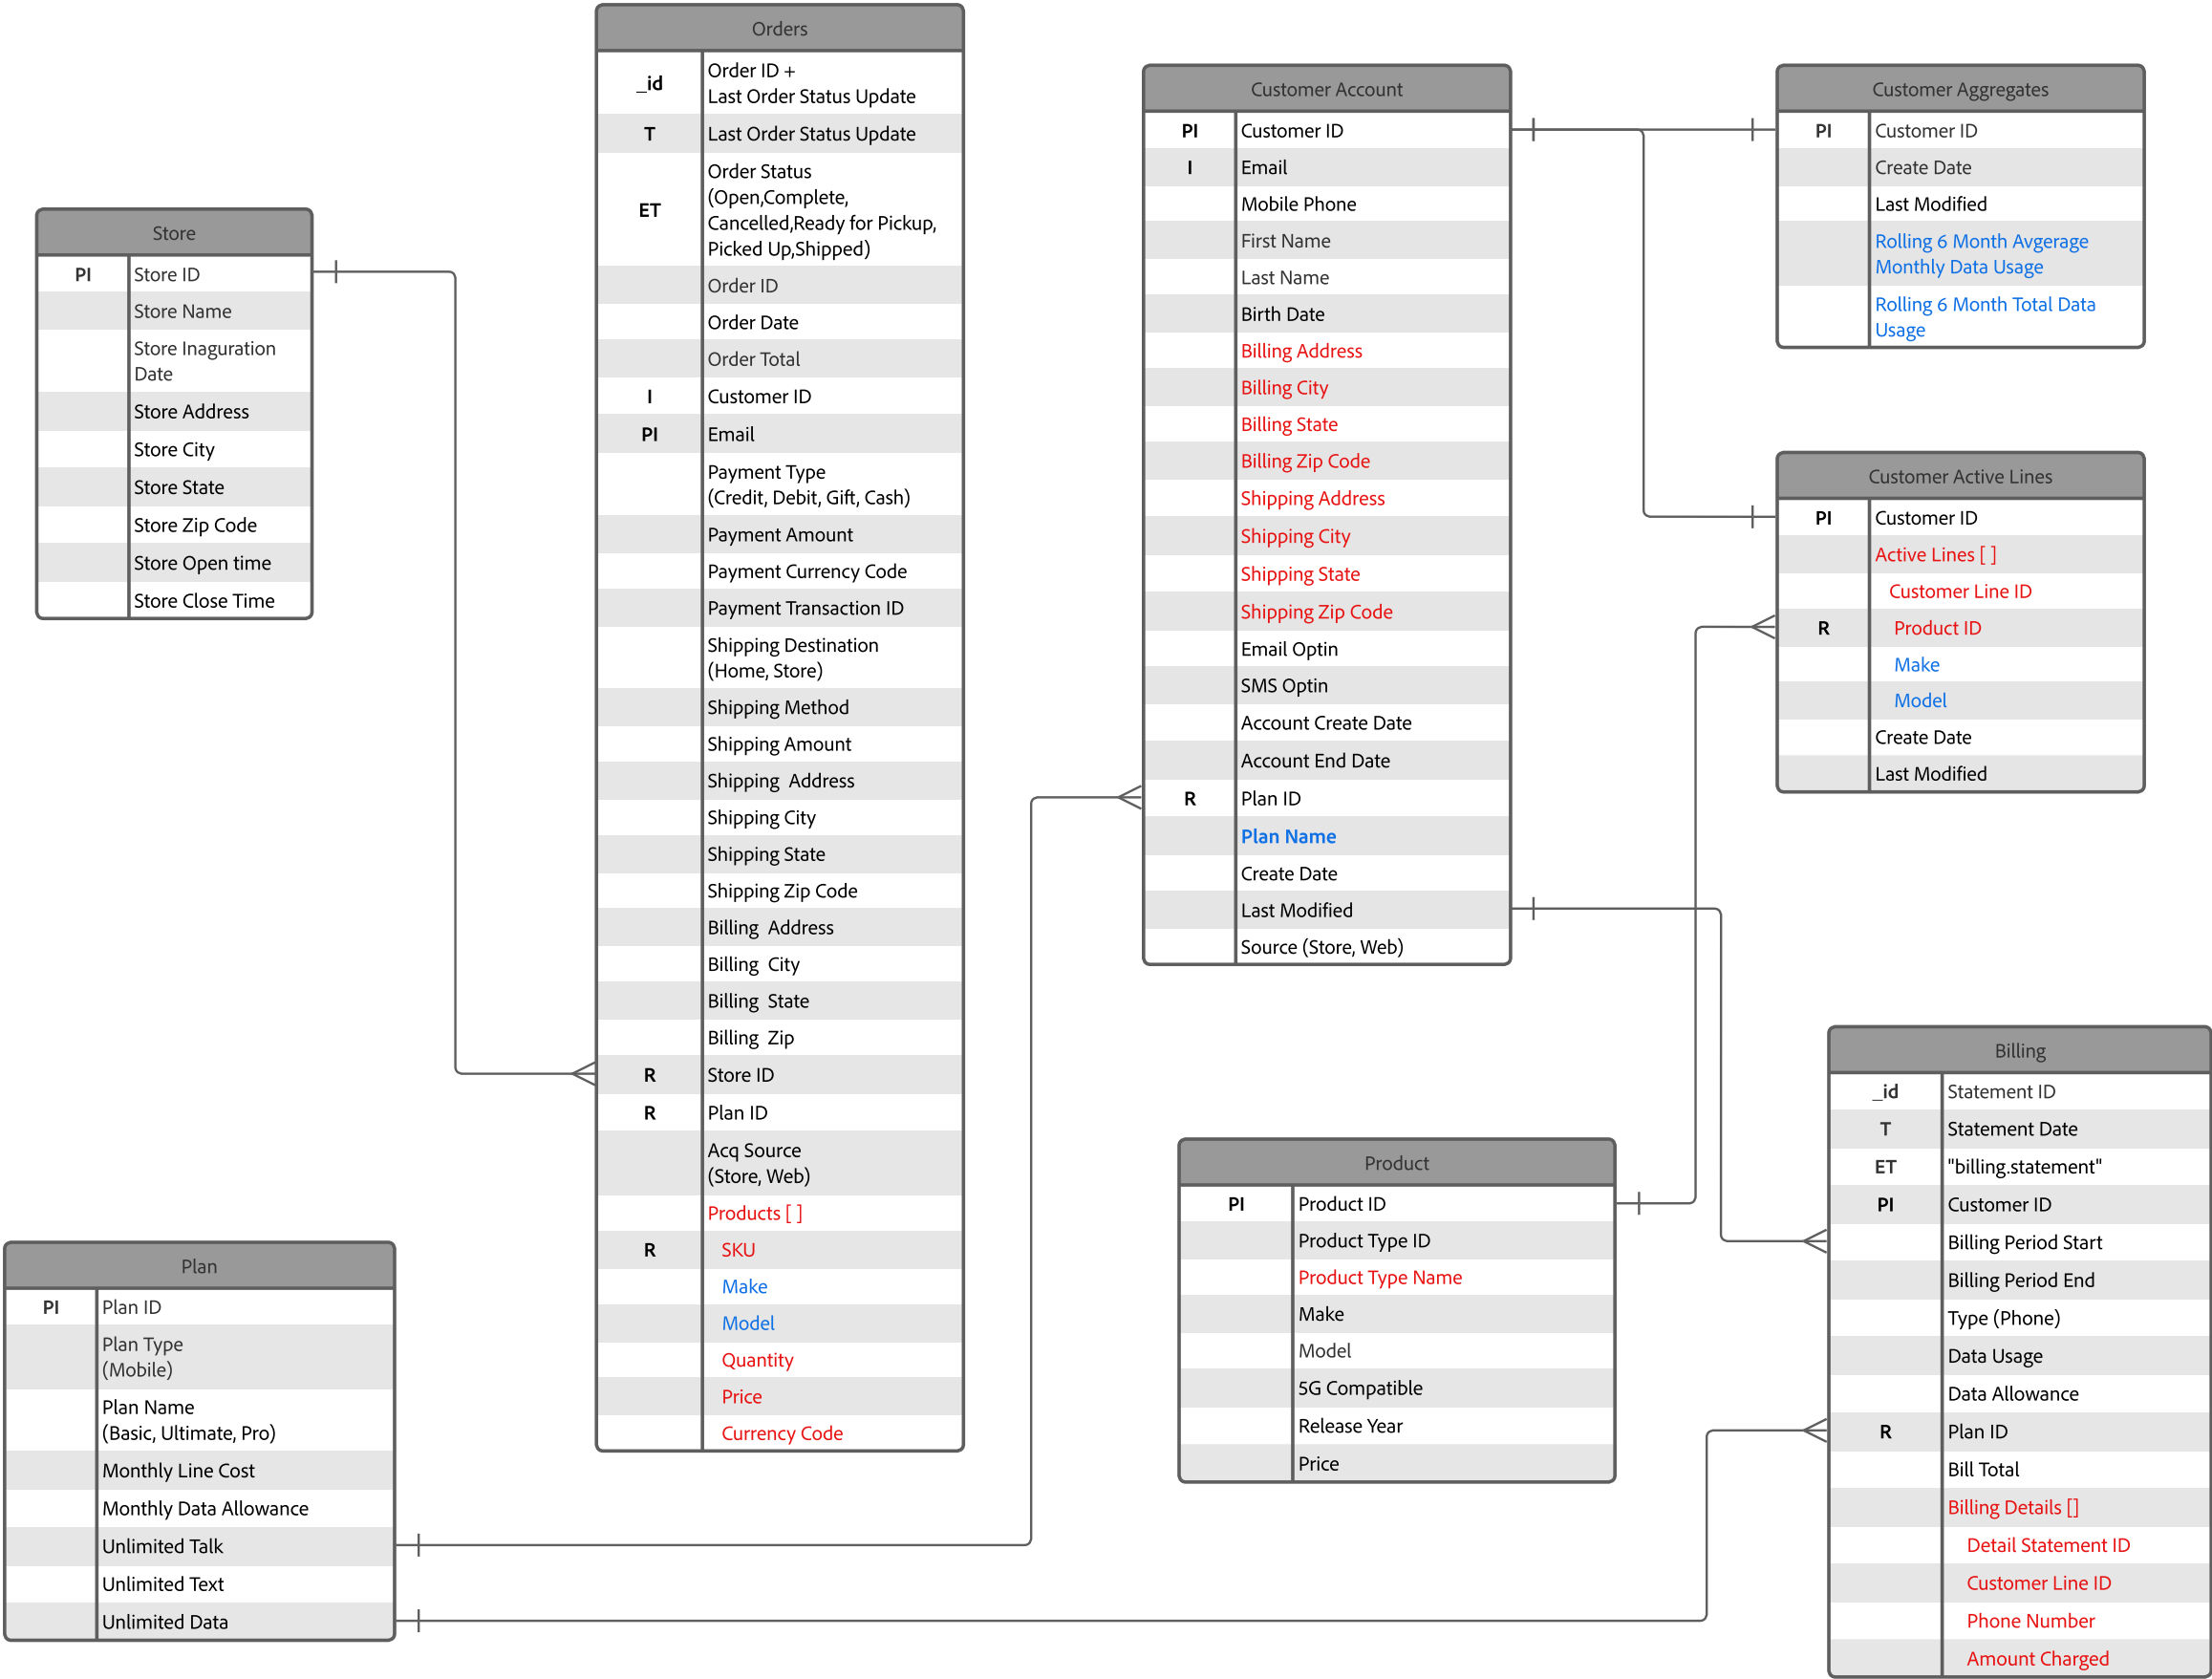 Store
PI Store ID
Store Name
Store Inaguration
Date
Store Address
Store City
Store State
Store Zip Code
Store Open time
Store Close Time
Plan
PI Plan ID
Plan Type
(Mobile)
Plan Name
(Basic, Ultimate, Pro)
Monthly Line Cost
Monthly Data Allowance
Unlimited Talk
Unlimited Text
Unlimited Data
Orders
_id Order ID +
Last Order Status Update
T Last Order Status Update
ET Order Status
(Open,Complete,
Cancelled,Ready for Pickup,
Picked Up,Shipped)
Order ID
Order Date
Order Total
I Customer ID
PI Email
Payment Type
(Credit, Debit, Gift, Cash)
Payment Amount
Payment Currency Code
Payment Transaction ID
Shipping Destination
(Home, Store)
Shipping Method
Shipping Amount
Shipping Address
Shipping City
Shipping State
Shipping Zip Code
Billing Address
Billing City
Billing State
Billing Zip
R Store ID
R Plan ID
Acq Source
(Store, Web)
Products [ ]
R SKU
Make
Model
Quantity
Price
Currency Code
Customer Account
PI Customer ID
I Email
Mobile Phone
First Name
Last Name
Birth Date
Billing Address
Billing City
Billing State
Billing Zip Code
Shipping Address
Shipping City
Shipping State
Shipping Zip Code
Email Optin
SMS Optin
Account Create Date
Account End Date
R Plan ID
Plan Name
Create Date
Last Modified
Source (Store, Web)
Product
PI Product ID
Product Type ID
Product Type Name
Make
Model
5G Compatible
Release Year
Price
Customer Aggregates
PI Customer ID
Create Date
Last Modified
Rolling 6 Month Avgerage
Monthly Data Usage
Rolling 6 Month Total Data
Usage
Customer Active Lines
PI Customer ID
Active Lines [ ]
Customer Line ID
R Product ID
Make
Model
Create Date
Last Modified
Billing
_id Statement ID
T Statement Date
ET "billing.statement"
PI Customer ID
Billing Period Start
Billing Period End
Type (Phone)
Data Usage
Data Allowance
R Plan ID
Bill Total
Billing Details []
Detail Statement ID
Customer Line ID
Phone Number
Amount Charged